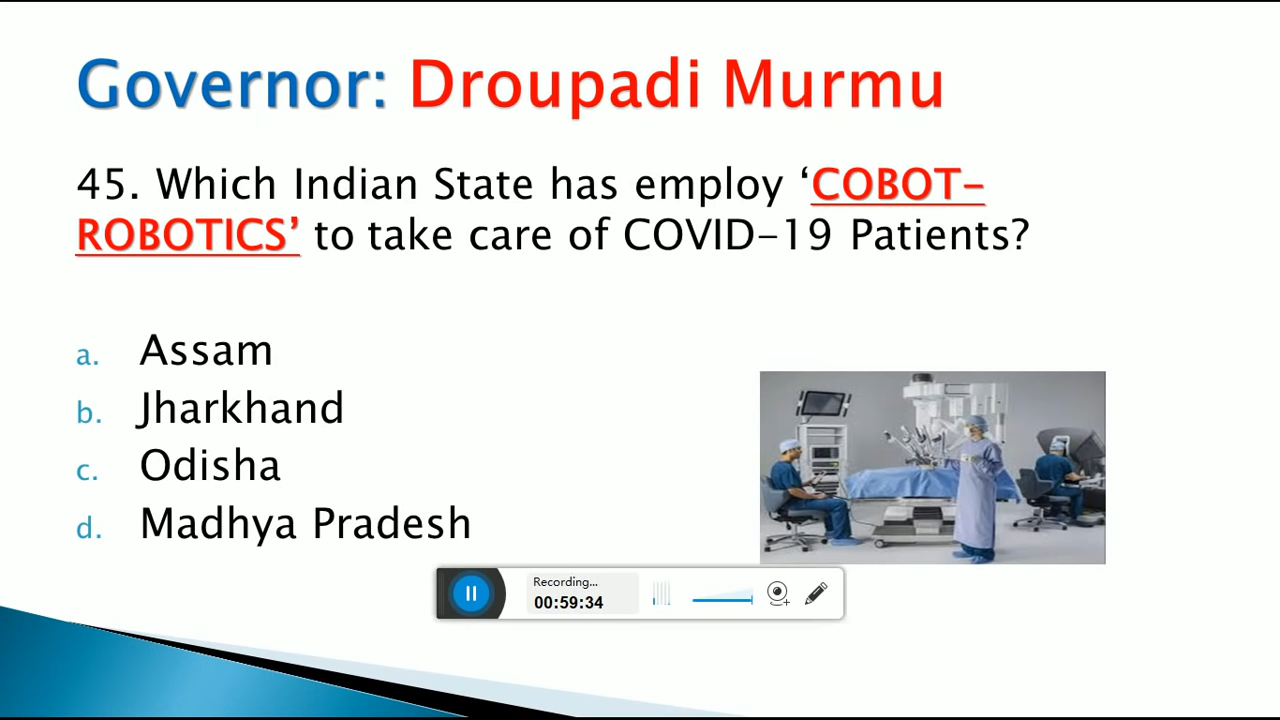 Governor: Droupadi Murmu
45. Which Indian State has employ ‘COBOT-
ROBOTICS’ to take care of COVID-19 Patients?
a. Assam
b. Jharkhand
c. Odisha
d. Madhya Pradesh
Recording...
00:59:34